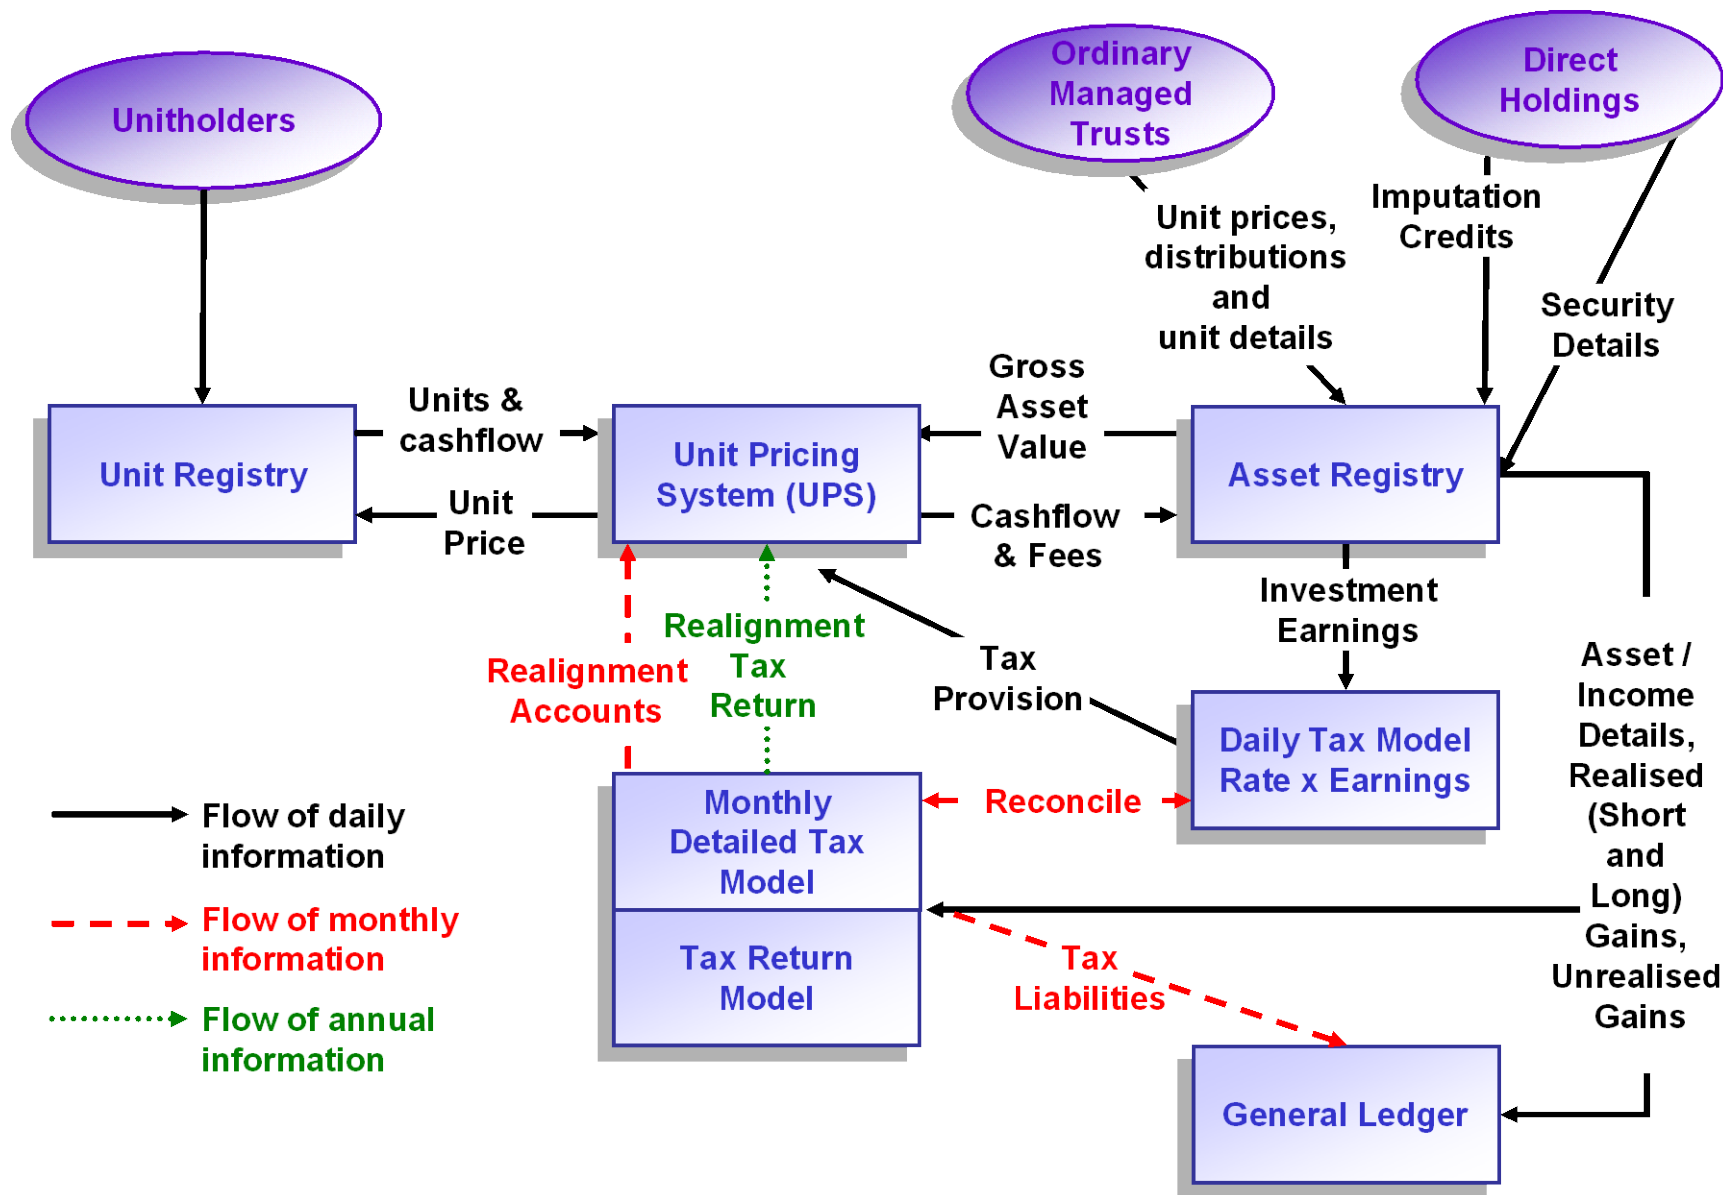 Unitholders
Ordinary
Managed
Trusts
Direct
Holdings
Unit prices,
distributions
and
unit details
Imputation
Credits
Security
Details
Unit Registry
Units &
cashflow
Unit
Price
Unit Pricing
System (UPS)
Gross
Asset
Value
Cashflow
& Fees
Asset Registry
Investment
Earnings
Realignment
Accounts
Realignment
Tax
Return
Tax
Provision
Daily Tax Model
Rate x Earnings
Asset /
Income
Details,
Realised
(Short
and
Long)
Gains,
Unrealised
Gains
Monthly
Detailed Tax
Model
Reconcile
Tax Return
Model
Tax
Liabilities
General Ledger
Flow of daily
information
Flow of monthly
information
Flow of annual
information